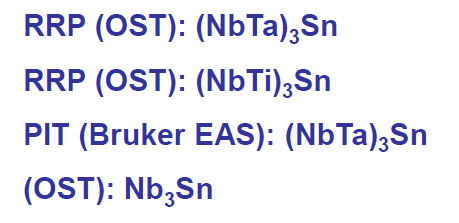 RRP (OST): (NbTa)₃Sn
RRP (OST): (NbTi)₃Sn
PIT (Bruker EAS): (NbTa)₃Sn
(OST): Nb₃Sn